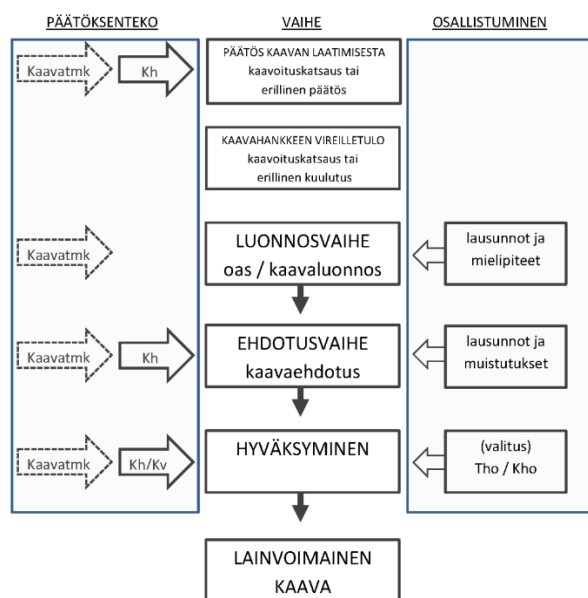 PÄÄTÖKSENTEKO
VAIHE
OSALLISTUMINEN
Kaavatmk
Kh
PÄÄTÖS KAAVAN LAATIMISESTA
kaavoituskatsaus tai
erillinen päätös
KAAVAHANKKEEN VIREILLETULO
kaavoituskatsaus tai
erillinen kuulutus
Kaavatmk
LUONNOSVAIHE
oas / kaavaluonnos
lausunnot ja
mielipiteet
Kaavatmk
Kh
EHDOTUSVAIHE
kaavaehdotus
lausunnot ja
muistutukset
Kaavatmk
Kh/Kv
HYVÄKSYMINEN
(valitus)
Tho / Kho
LAINVOIMAINEN
KAAVA